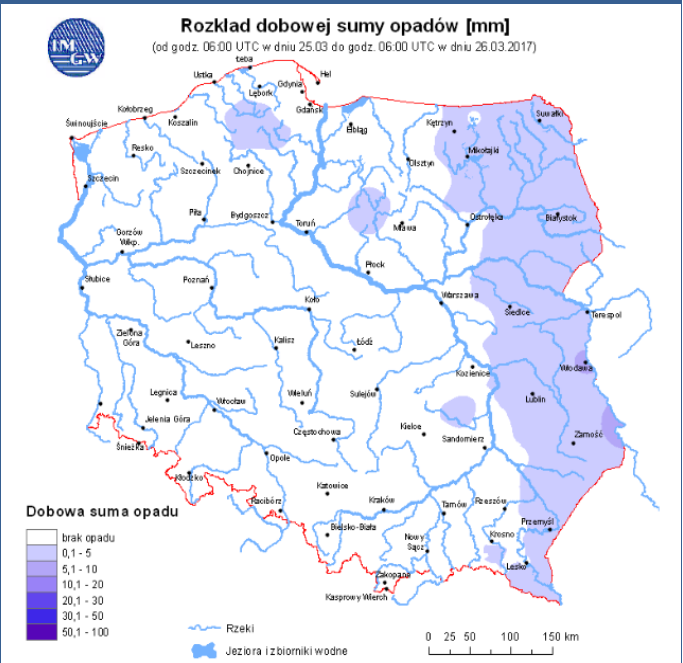 Rozkład dobowej sumy opadów [mm]
(od godz. 06:00 UTC w dniu 25.03 do godz. 06:00 UTC w dniu 26.03.2017)
IM
GW
Łeba
Ustka
Hel
Lębork
Gdynia
Gdańsk
Kołobrzeg
Koszalin
Świnoujście
Elbląg
Kętrzyn
Suwałki
Resko
Mikołajki
Szczecinek
Chojnice
Olsztyn
Szczecin
Piła
Bydgoszcz
Toruń
Mława
Ostrołęka
Białystok
Gorzów
Wlkp.
Płock
Słubice
Poznań
Koło
Warszawa
Siedlce
Terespol
Zielona
Góra
Leszno
Kalisz
Łódź
Kozienice
Włodawa
Legnica
Wrocław
Wieluń
Sulejów
Lublin
Jelenia Góra
Śnieżka
Częstochowa
Kielce
Sandomierz
Zamość
Kłodzko
Opole
Racibórz
Katowice
Kraków
Tarnów
Rzeszów
Bielsko-Biała
Nowy
Sącz
Krosno
Przemyśl
Lesko
Zakopane
Kasprowy Wierch
Dobowa suma opadu
brak opadu
0,1 - 5
5,1 - 10
10,1 - 20
20,1 - 30
30,1 - 50
50,1 - 100
Rzeki
Jeziora i zbiorniki wodne
0 25 50 100 150 km